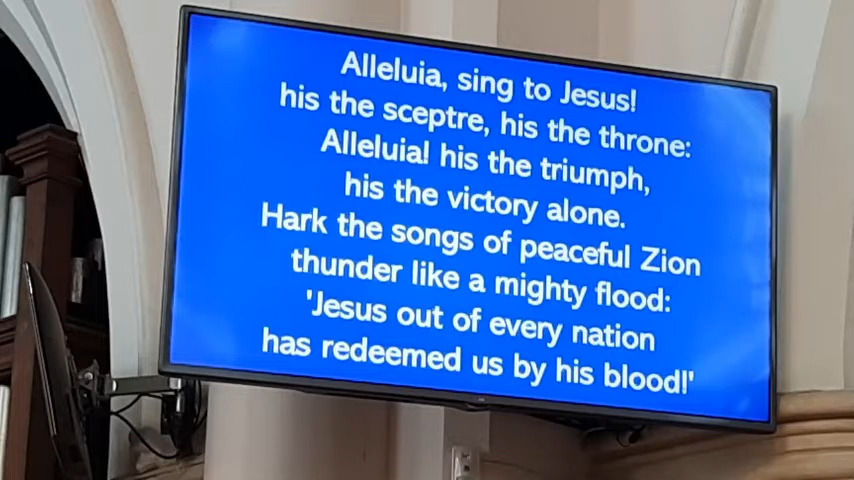 Alleluia, sing to Jesus!
his the sceptre, his the throne:
Alleluia! his the triumph,
his the victory alone.
Hark the songs of peaceful Zion
thunder like a mighty flood:
'Jesus out of every nation
has redeemed us by his blood!'